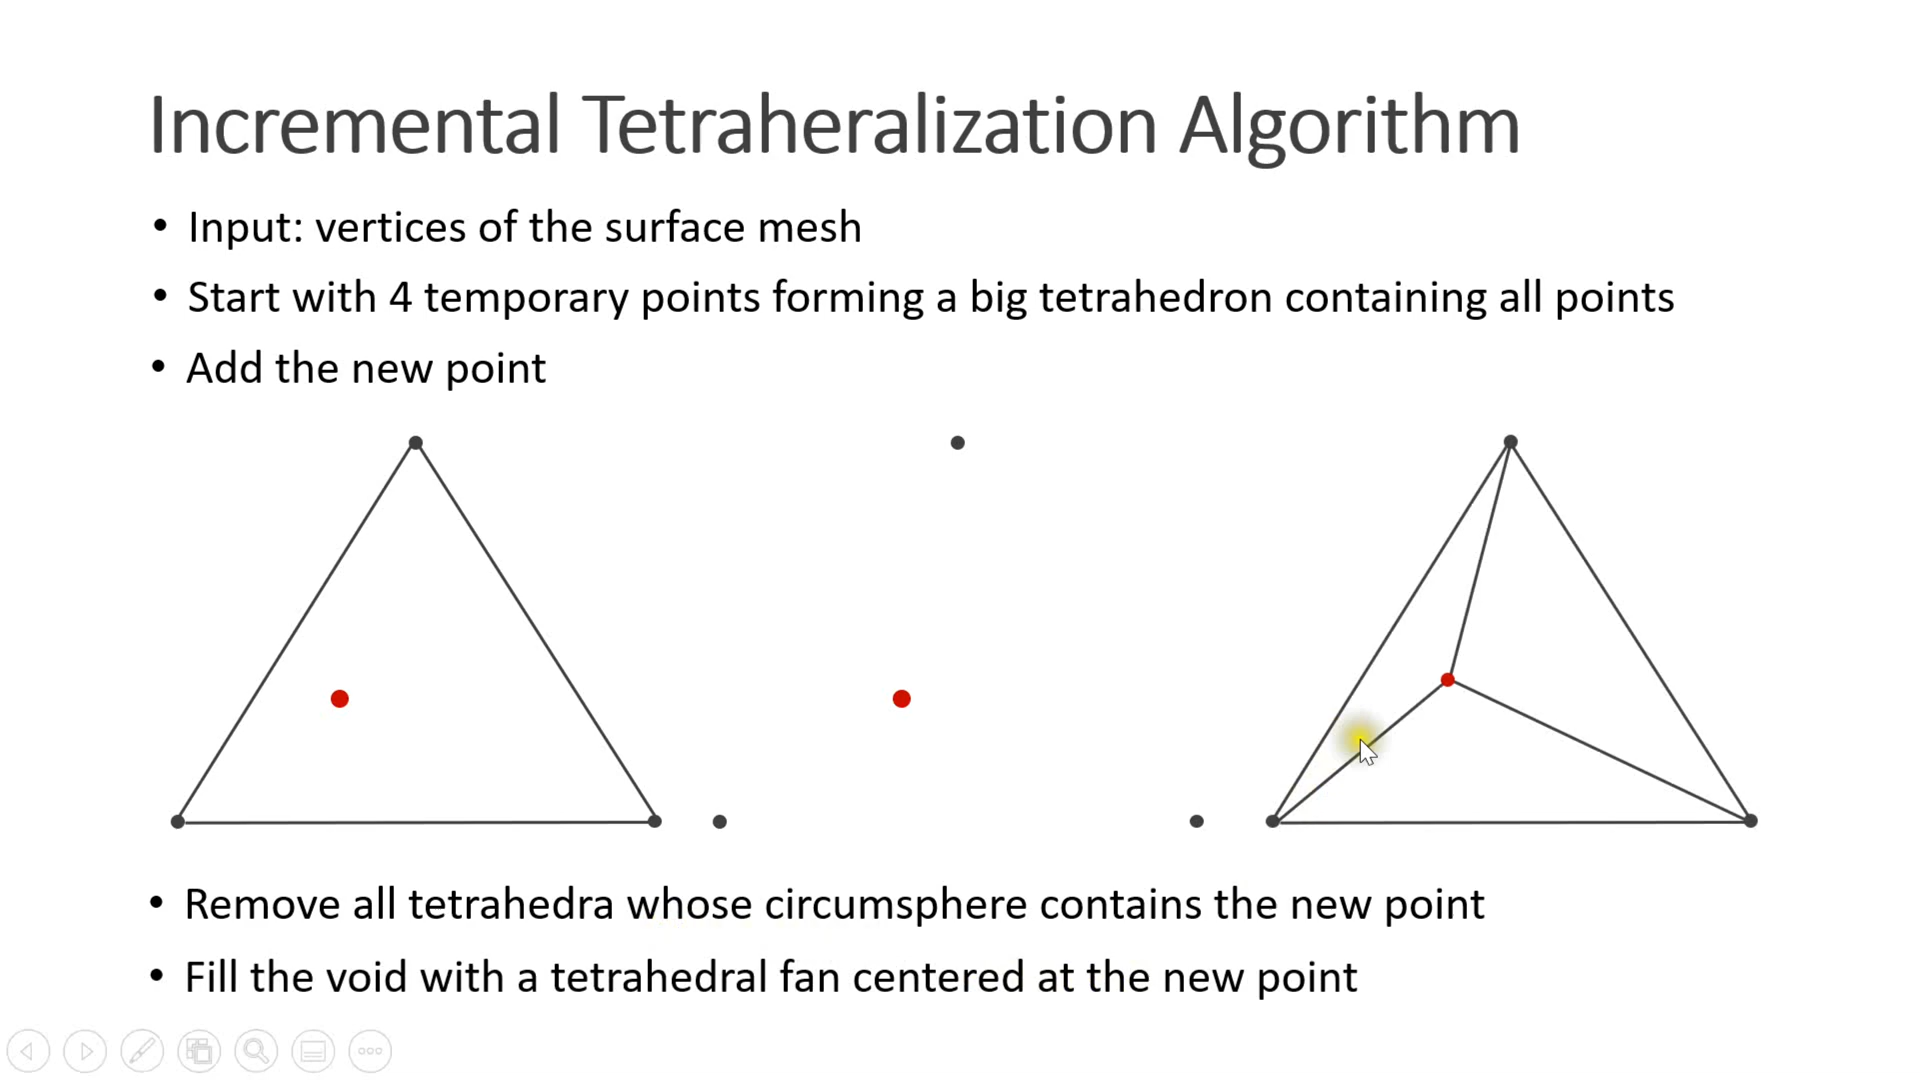 Incremental Tetraheralization Algorithm
• Input: vertices of the surface mesh
• Start with 4 temporary points forming a big tetrahedron containing all points
• Add the new point
• Remove all tetrahedra whose circumsphere contains the new point
• Fill the void with a tetrahedral fan centered at the new point